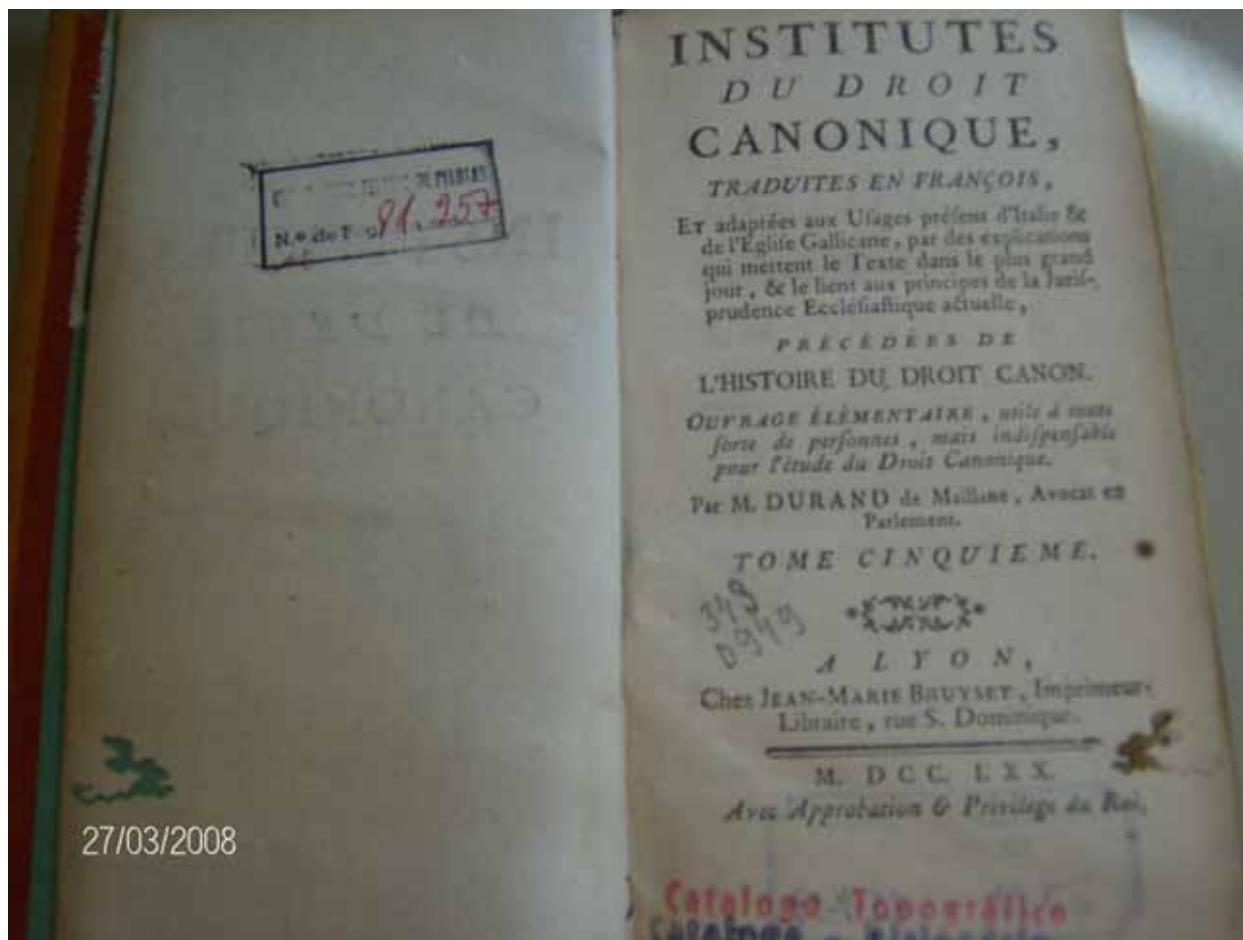 N.º de
81.257
27/03/2008
INSTITUTES
DU DROIT
CANONIQUE,
TRADUITES EN FRANÇOIS,
ET adaptées aux Uſages préſens d'Italie &
de l'Egliſe Gallicane, par des explications
qui mettent le Texte dans le plus grand
jour, & le lient aux principes de la Juriſ-
prudence Eccléſiaſtique actuelle,
PRÉCÉDÉES DE
L'HISTOIRE DU DROIT CANON.
OUVRAGE ÉLÉMENTAIRE, utile à toute
ſorte de perſonnes, mais indiſpenſable
pour l'étude du Droit Canonique.
Par M. DURAND de Maillane, Avocat en
Parlement.
TOME CINQUIEME.
348
D949
A LYON,
Chez JEAN-MARIE BRUYSET, Imprimeur-
Libraire, rue S. Dominique.
M. DCC. LXX.
Avec Approbation & Privilege du Roi.
Catalogo Topográfico